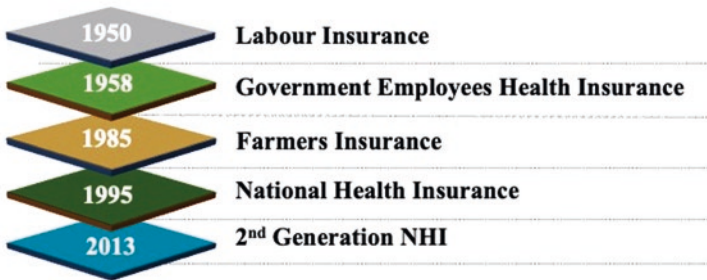 1950 Labour Insurance
1958 Government Employees Health Insurance
1985 Farmers Insurance
1995 National Health Insurance
2013 2nd Generation NHI